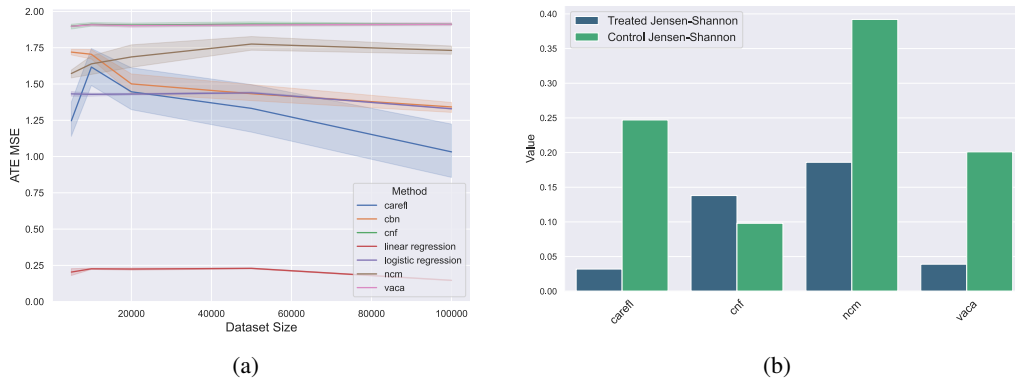 2.00
1.75
1.50
1.25
1.00
0.75
0.50
0.25
0.00
ATE MSE
20000 40000 60000 80000 100000
Dataset Size
Method
carefl
cbn
cnf
linear regression
logistic regression
ncm
vaca
(a)
0.40
0.35
0.30
0.25
0.20
0.15
0.10
0.05
0.00
Value
Treated Jensen-Shannon
Control Jensen-Shannon
carefl cnf ncm vaca
(b)